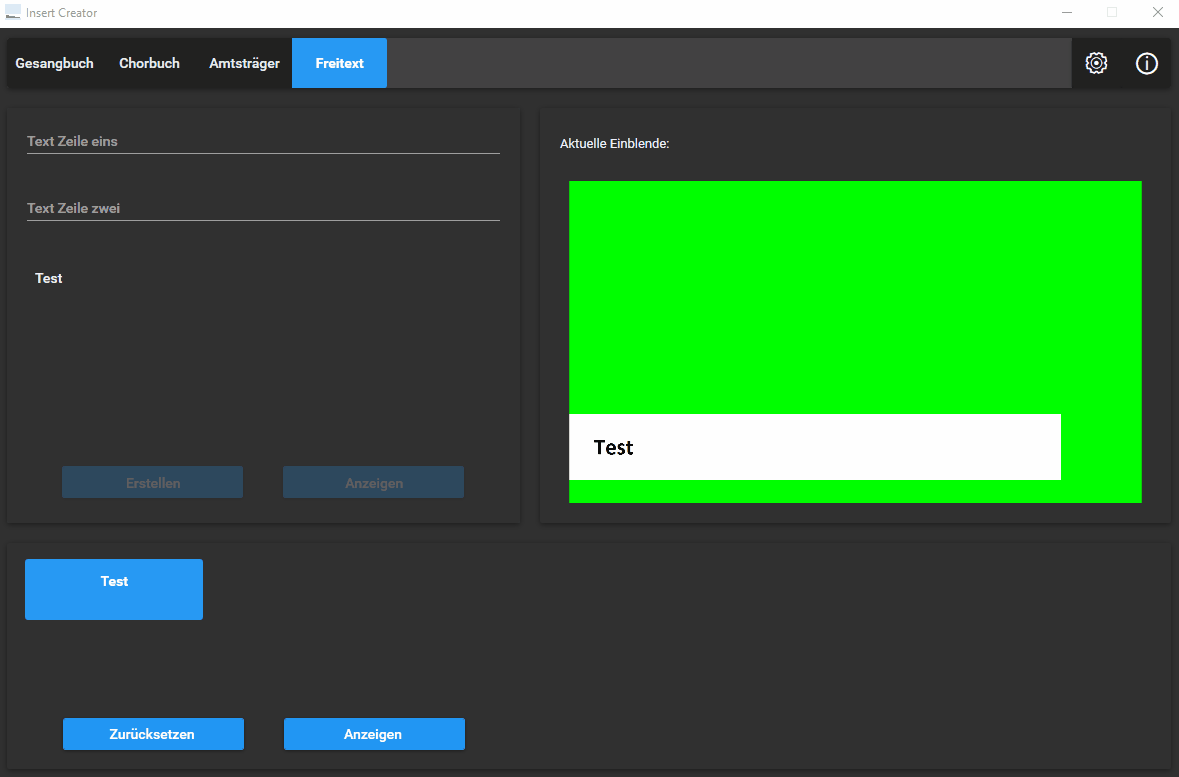 Insert Creator
Gesangbuch Chorbuch Amtsträger Freitext
Text Zeile eins
Text Zeile zwei
Test
Erstellen Anzeigen
Aktuelle Einblende:
Test
Test
Zurücksetzen Anzeigen